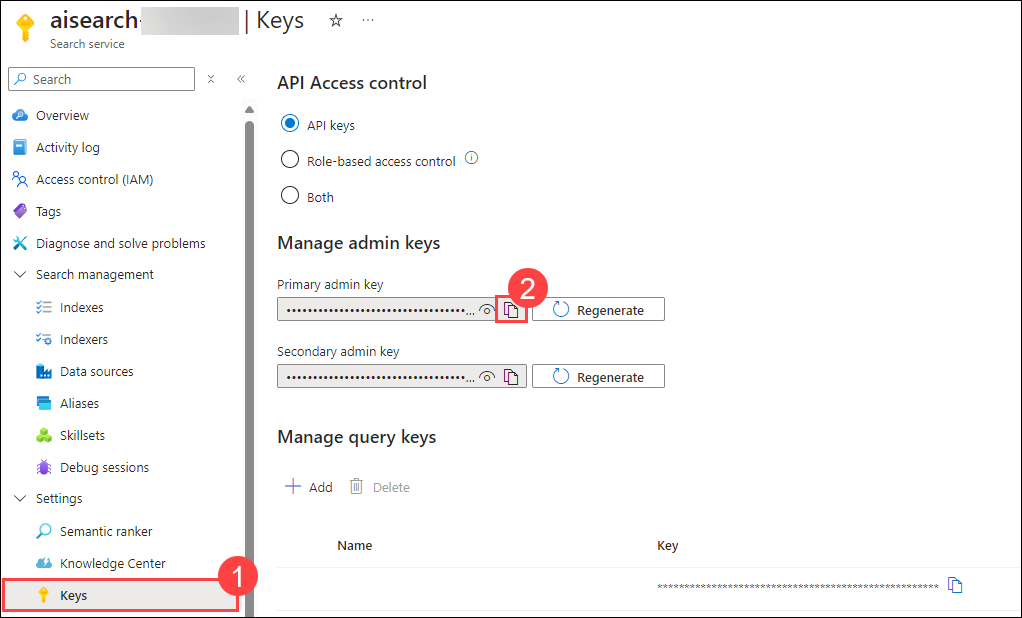 aisearch- | Keys
Search service
Search
Overview
Activity log
Access control (IAM)
Tags
Diagnose and solve problems
Search management
Indexes
Indexers
Data sources
Aliases
Skillsets
Debug sessions
Settings
Semantic ranker
Knowledge Center
Keys
1
API Access control
API keys
Role-based access control
Both
Manage admin keys
Primary admin key
2
Regenerate
Secondary admin key
Regenerate
Manage query keys
Add Delete
Name Key
****************************************************